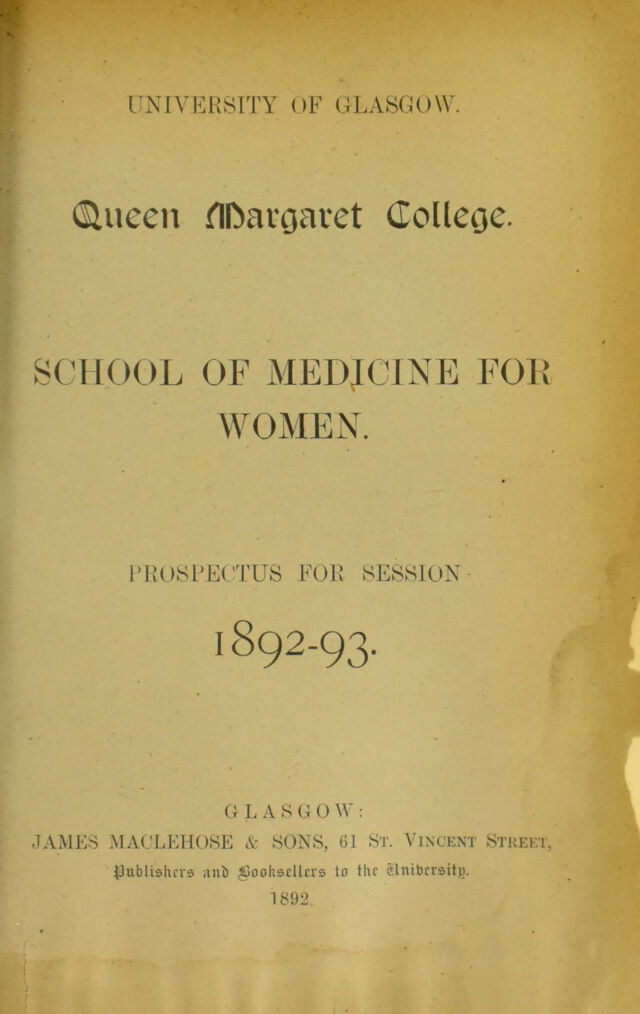 UNIVERSITY OF GLASGOW.
Queen Margaret College.
SCHOOL OF MEDICINE FOR
WOMEN.
PROSPECTUS FOR SESSION
1892-93.
GLASGOW:
JAMES MACLEHOSE & SONS, 61 ST. VINCENT STREET,
Publishers and Booksellers to the University.
1892.